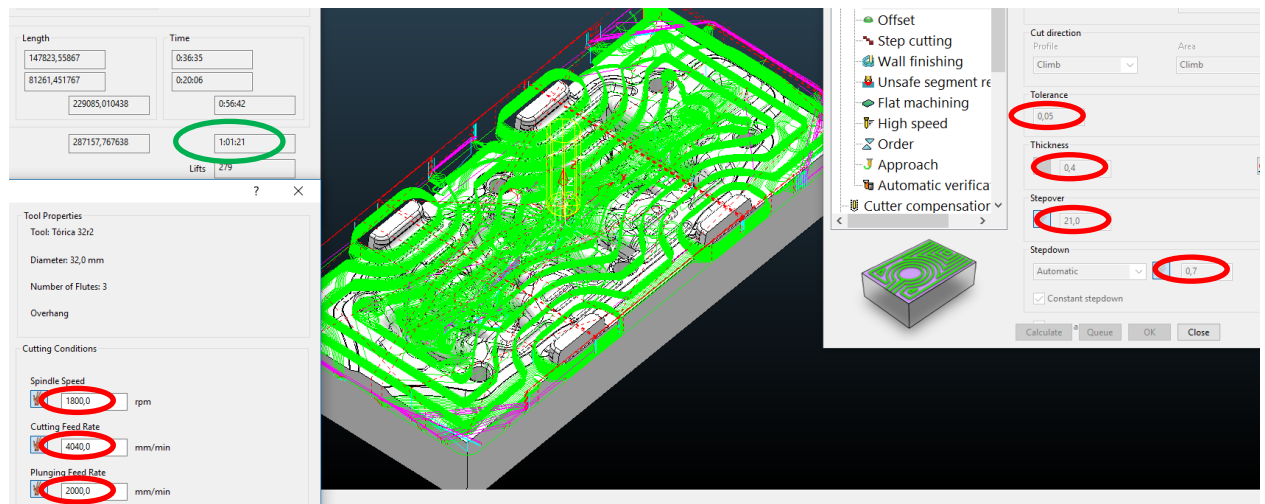 Length
Time
147823,55867
0:36:35
81261,451767
0:20:06
229085,010438
0:56:42
287157,767638
1:01:21
Lifts 279
?
Tool Properties
Tool: Tórica 32r2
Diameter: 32,0 mm
Number of Flutes: 3
Overhang
Cutting Conditions
Spindle Speed
1800,0 rpm
Cutting Feed Rate
4040,0 mm/min
Plunging Feed Rate
2000,0 mm/min
Offset
Step cutting
Wall finishing
Unsafe segment re
Flat machining
High speed
Order
Approach
Automatic verifica
Cutter compensation
Cut direction
Profile
Area
Climb
Climb
Tolerance
0,05
Thickness
0,4
Stepover
21,0
Stepdown
Automatic
0,7
Constant stepdown
Calculate
Queue
OK
Close